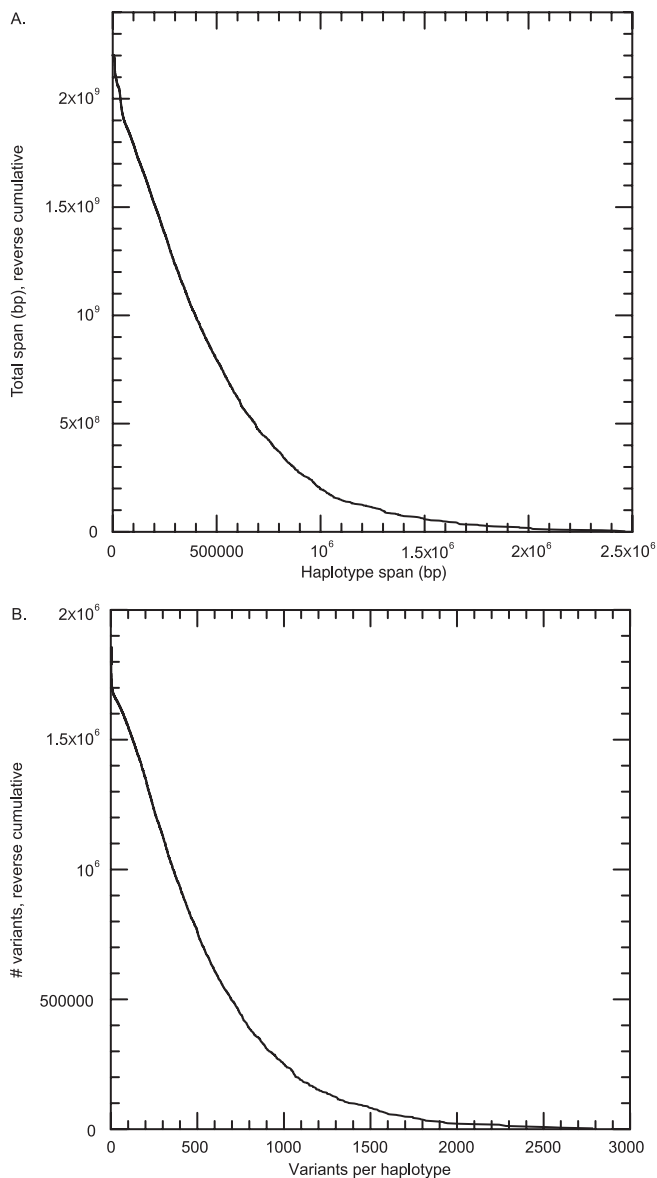 A.
Total span (bp), reverse cumulative
2x10⁹
1.5x10⁹
10⁹
5x10⁸
0
0 500000 10⁶ 1.5x10⁶ 2x10⁶ 2.5x10⁶
Haplotype span (bp)
B.
# variants, reverse cumulative
2x10⁶
1.5x10⁶
10⁶
500000
0
0 500 1000 1500 2000 2500 3000
Variants per haplotype